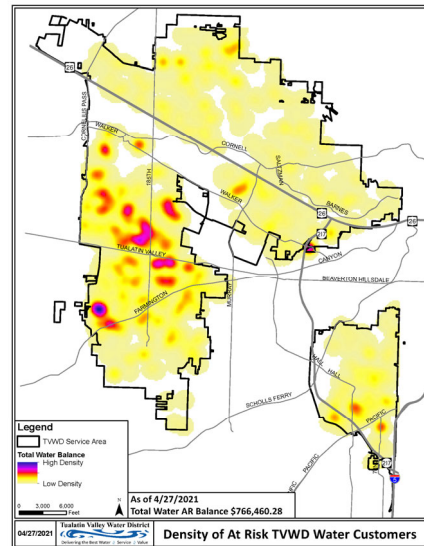 26
CORNELIUS PASS
WALKER
185TH
CORNELL
SALTZMAN
WALKER
BARNES
26
26
217
CANYON
TUALATIN VALLEY
BEAVERTON HILLSDALE
MURRAY
FARMINGTON
HALL
HALL
SCHOLLS FERRY
PACIFIC
PACIFIC
217
5
Legend
TVWD Service Area
Total Water Balance
High Density
Low Density
0 3,000 6,000
Feet
As of 4/27/2021
Total Water AR Balance $766,460.28
04/27/2021
Tualatin Valley Water District
Delivering the Best Water Service Value
Density of At Risk TVWD Water Customers